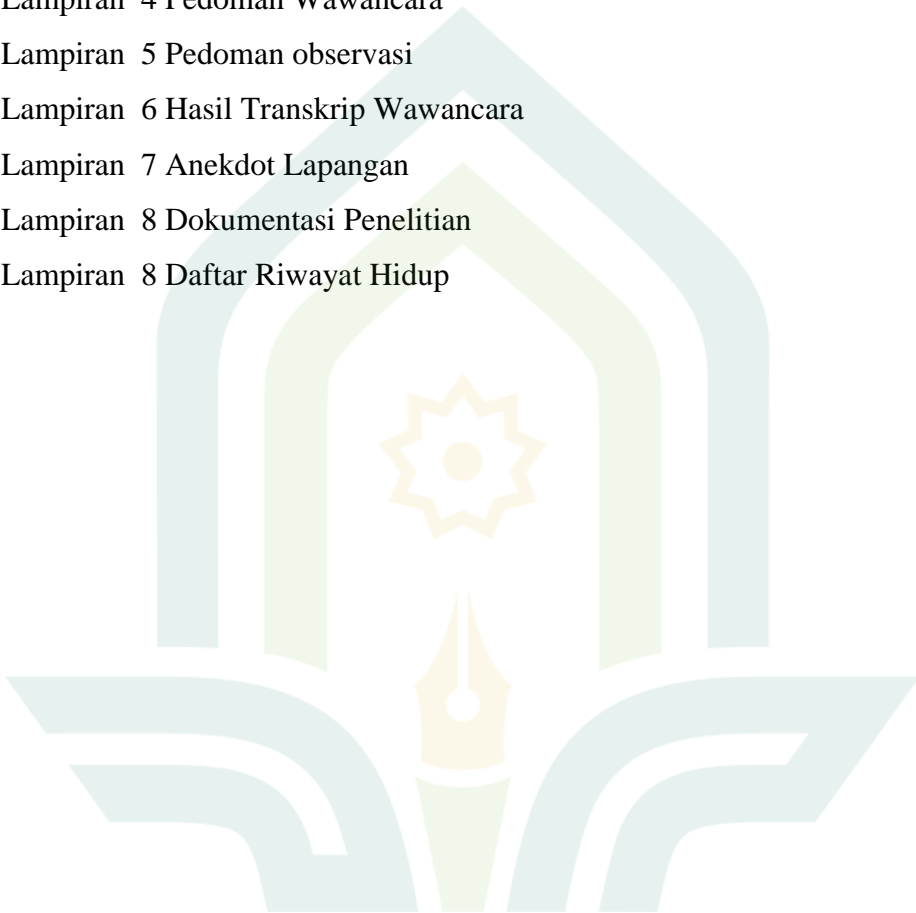 Lampiran  4 Pedoman Wawancara
Lampiran  5 Pedoman observasi
Lampiran  6 Hasil Transkrip Wawancara
Lampiran  7 Anekdot Lapangan
Lampiran  8 Dokumentasi Penelitian
Lampiran  8 Daftar Riwayat Hidup